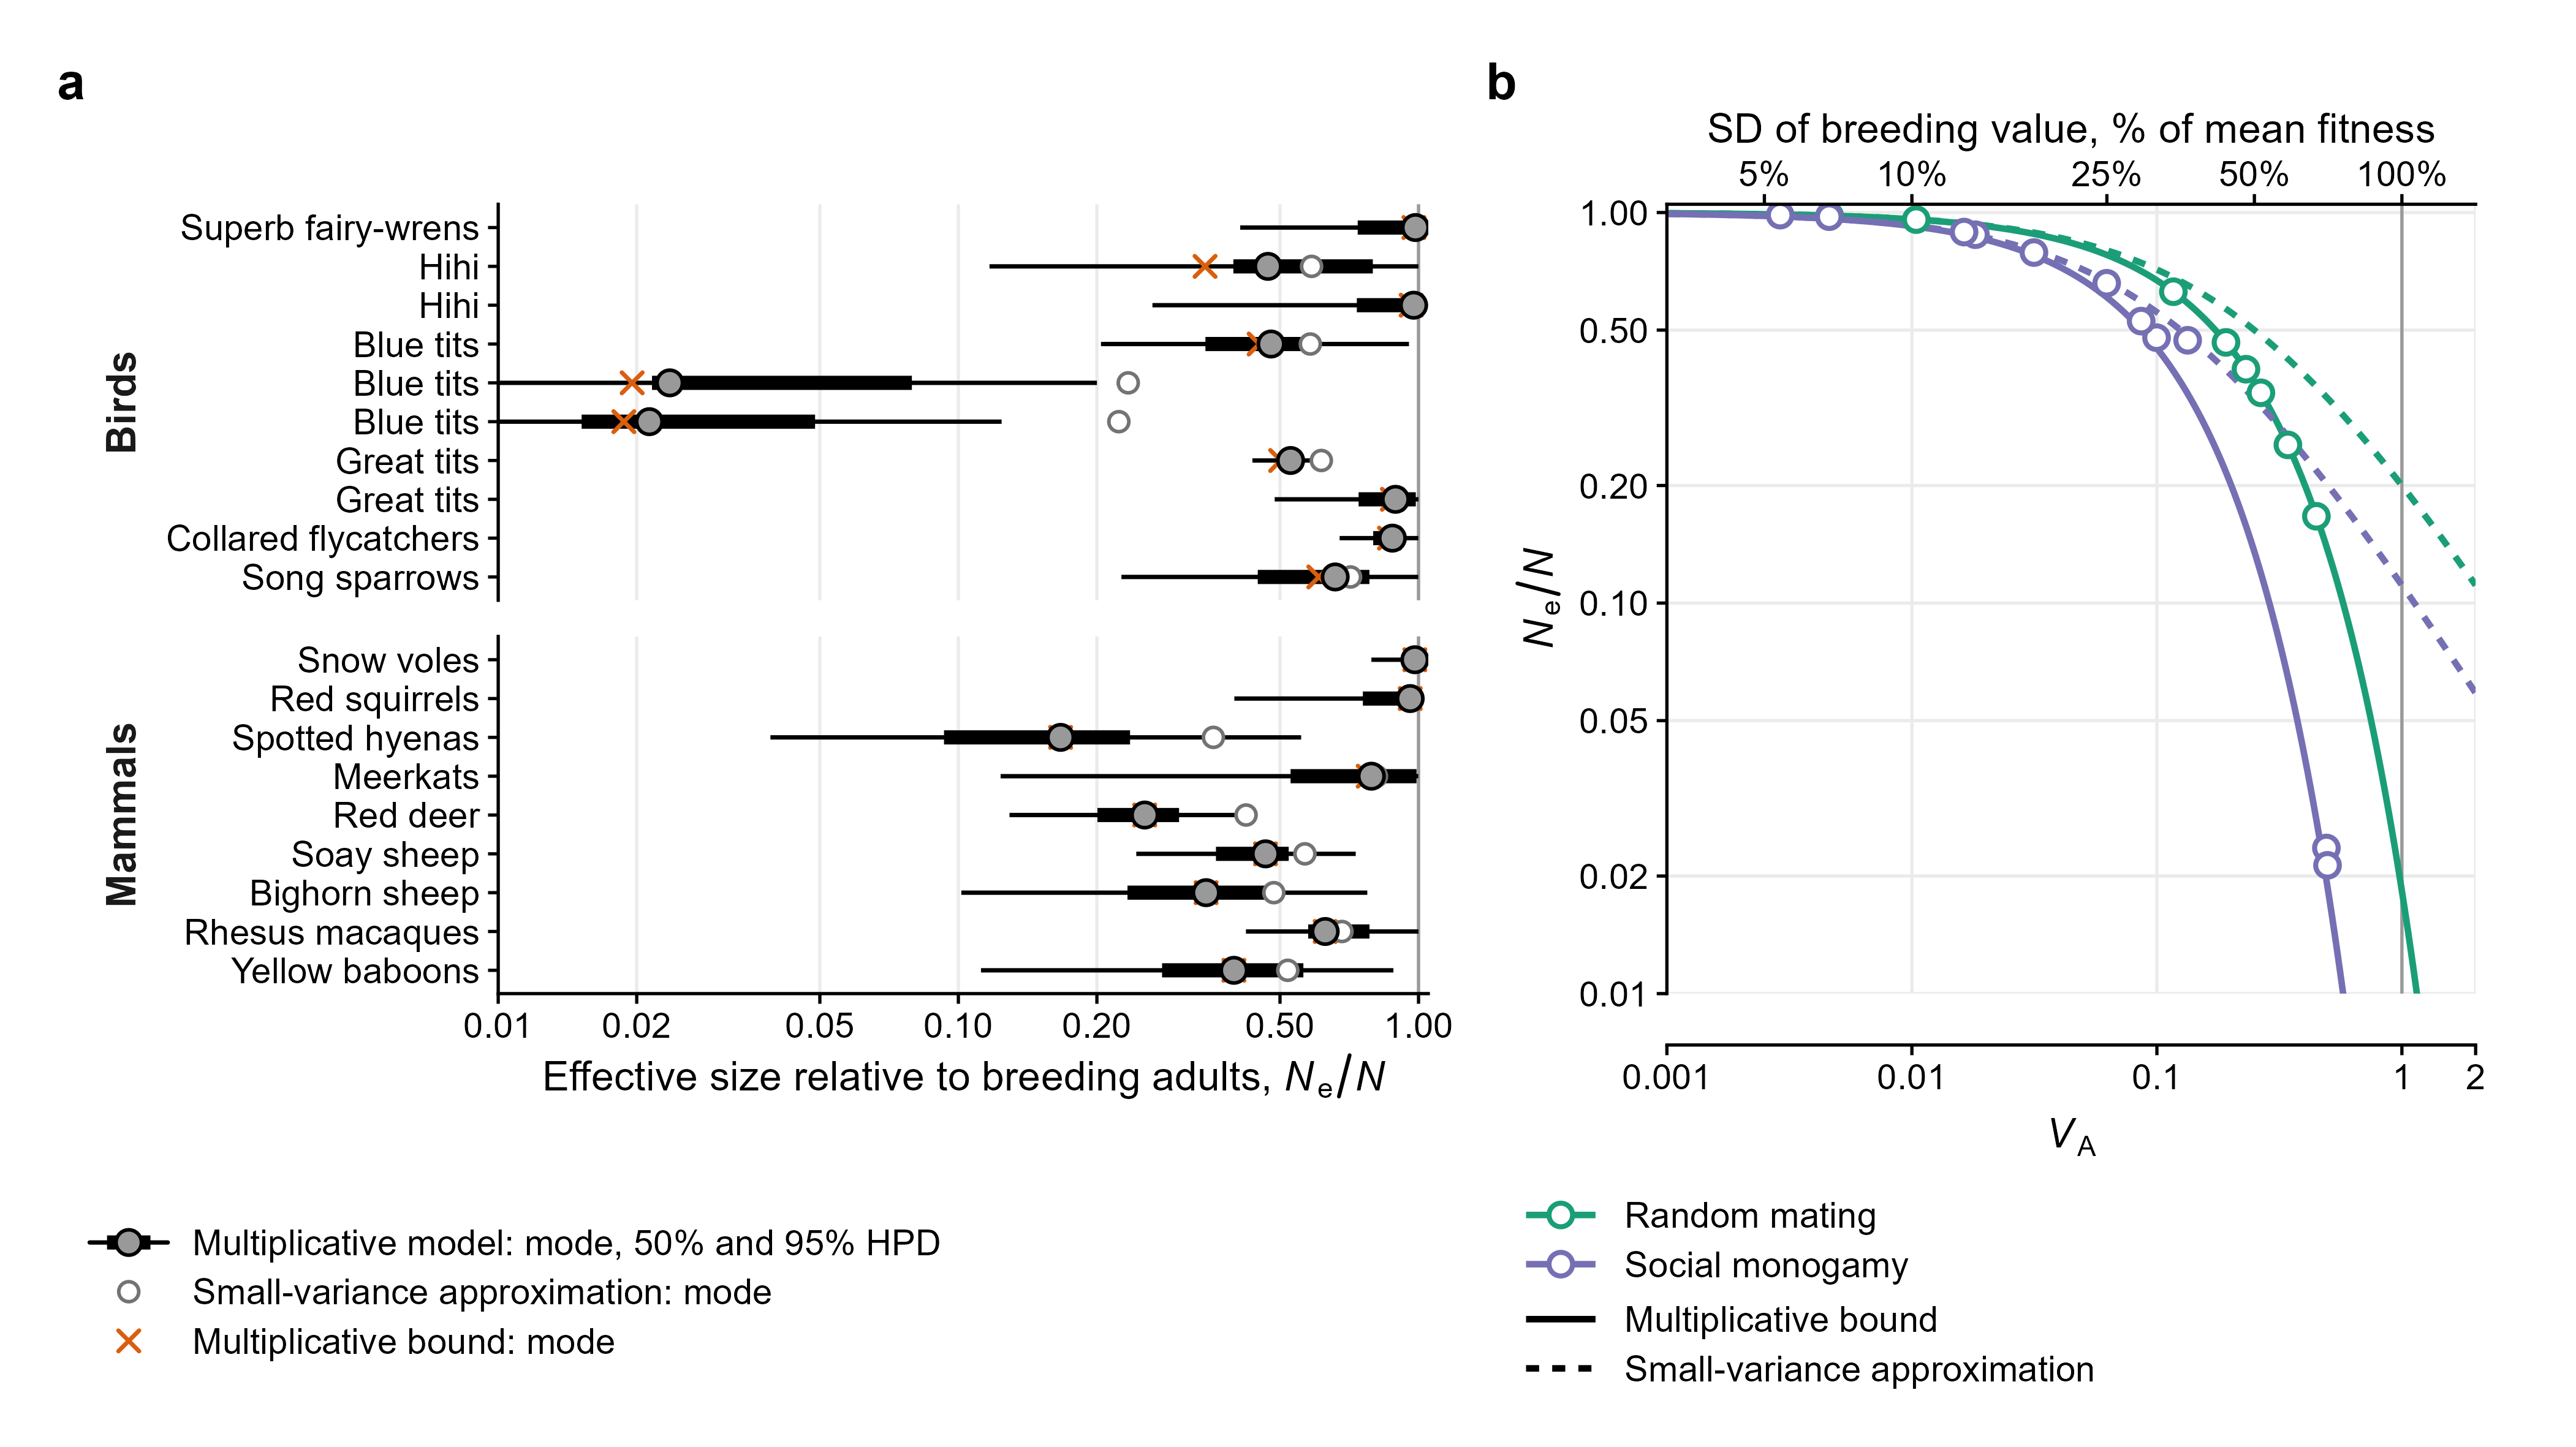 a
Birds
Superb fairy-wrens
Hihi
Hihi
Blue tits
Blue tits
Blue tits
Great tits
Great tits
Collared flycatchers
Song sparrows
Mammals
Snow voles
Red squirrels
Spotted hyenas
Meerkats
Red deer
Soay sheep
Bighorn sheep
Rhesus macaques
Yellow baboons
0.01 0.02 0.05 0.10 0.20 0.50 1.00
Effective size relative to breeding adults, Ne/N
Multiplicative model: mode, 50% and 95% HPD
Small-variance approximation: mode
Multiplicative bound: mode
b
SD of breeding value, % of mean fitness
5% 10% 25% 50% 100%
1.00
0.50
0.20
0.10
0.05
0.02
0.01
Ne/N
0.001 0.01 0.1 1 2
VA
Random mating
Social monogamy
Multiplicative bound
Small-variance approximation